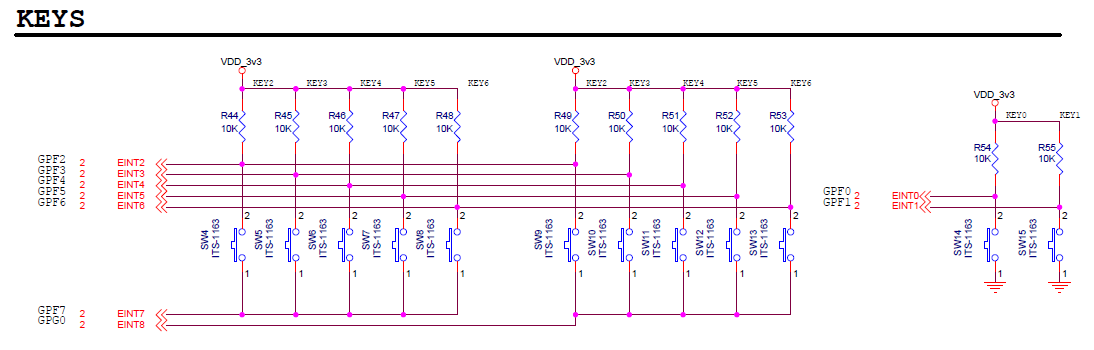 KEYS
VDD_3v3 VDD_3v3
KEY2 KEY3 KEY4 KEY5 KEY6 KEY2 KEY3 KEY4 KEY5 KEY6
VDD_3v3
KEY0 KEY1
R44 R45 R46 R47 R48 R49 R50 R51 R52 R53
10K 10K 10K 10K 10K 10K 10K 10K 10K 10K
R54 R55
10K 10K
GPF2 2 EINT2
GPF3 2 EINT3
GPF4 2 EINT4
GPF5 2 EINT5
GPF6 2 EINT6
GPF0 2 EINT0
GPF1 2 EINT1
2 2 2 2 2 2 2 2 2 2 2 2
SW4 ITS-1163 SW5 ITS-1163 SW6 ITS-1163 SW7 ITS-1163 SW8 ITS-1163 SW9 ITS-1163 SW10 ITS-1163 SW11 ITS-1163 SW12 ITS-1163 SW13 ITS-1163 SW14 ITS-1163 SW15 ITS-1163
1 1 1 1 1 1 1 1 1 1 1 1
GPF7 2 EINT7
GPG0 2 EINT8